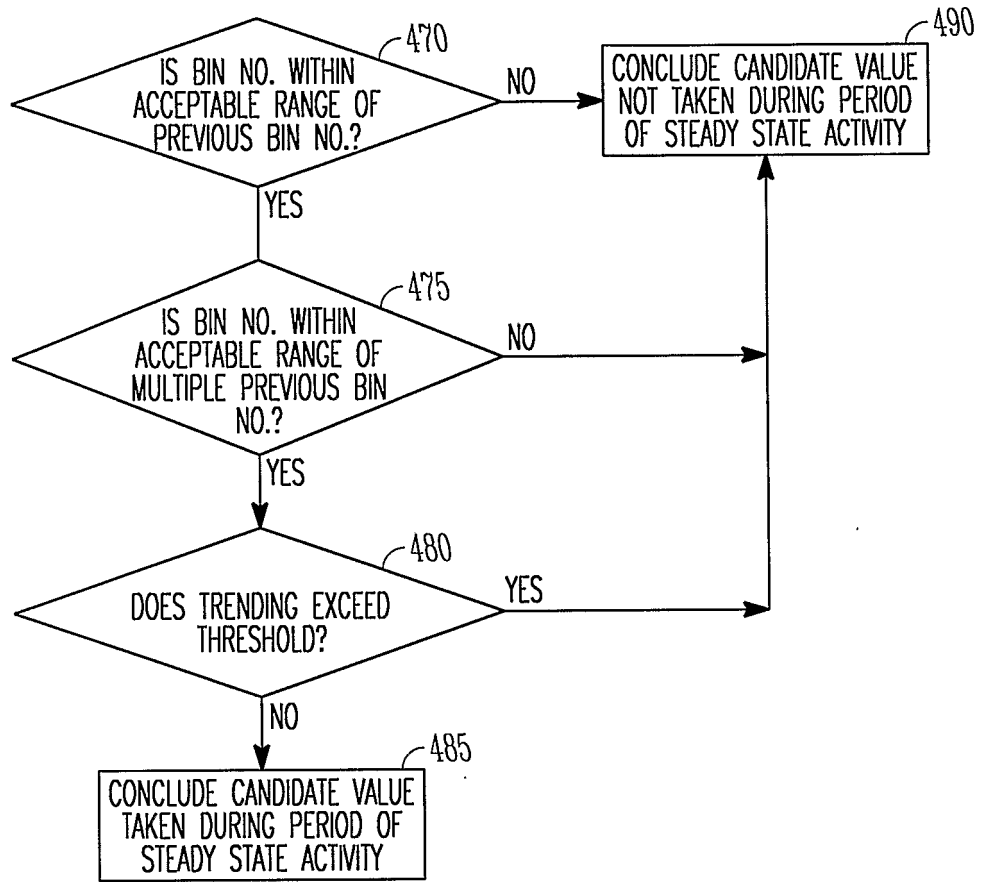 470
IS BIN NO. WITHIN
ACCEPTABLE RANGE OF
PREVIOUS BIN NO.?
NO
490
CONCLUDE CANDIDATE VALUE
NOT TAKEN DURING PERIOD
OF STEADY STATE ACTIVITY
YES
475
IS BIN NO. WITHIN
ACCEPTABLE RANGE OF
MULTIPLE PREVIOUS BIN
NO.?
NO
YES
480
DOES TRENDING EXCEED
THRESHOLD?
YES
NO
485
CONCLUDE CANDIDATE VALUE
TAKEN DURING PERIOD OF
STEADY STATE ACTIVITY